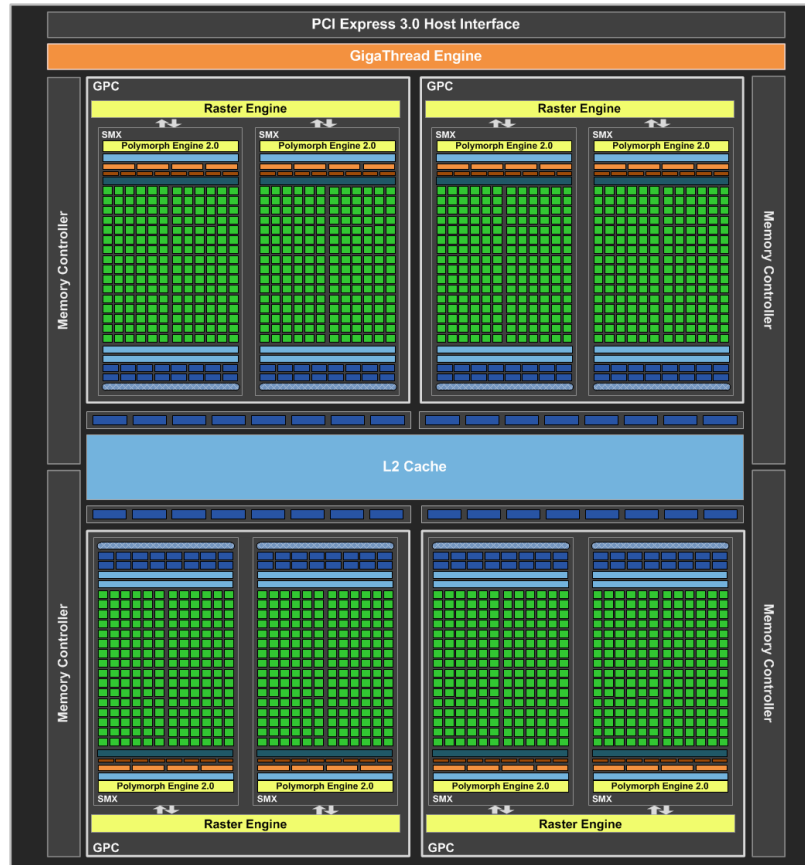 PCI Express 3.0 Host Interface
GigaThread Engine
Memory Controller
GPC
Raster Engine
SMX
Polymorph Engine 2.0
SMX
Polymorph Engine 2.0
GPC
Raster Engine
SMX
Polymorph Engine 2.0
SMX
Polymorph Engine 2.0
Memory Controller
L2 Cache
Memory Controller
Polymorph Engine 2.0
SMX
Polymorph Engine 2.0
SMX
Raster Engine
GPC
Polymorph Engine 2.0
SMX
Polymorph Engine 2.0
SMX
Raster Engine
GPC
Memory Controller